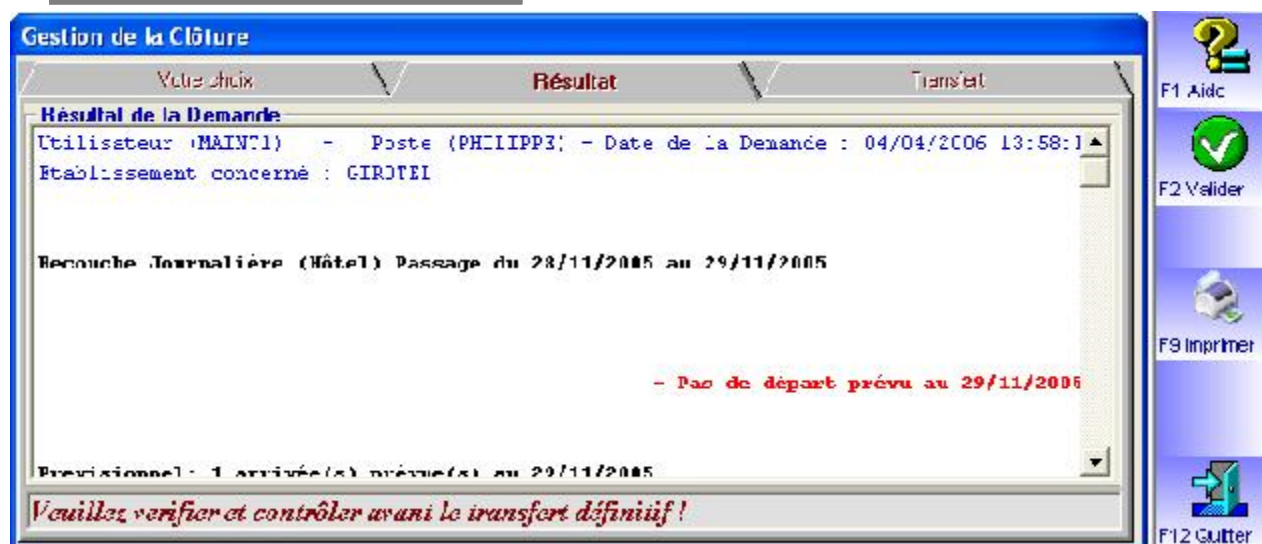 Gestion de la Clôture
Votre choix
Résultat
Transfert
Résultat de la Demande
Utilisateur (MAINT1) - Poste (PHILIPPE) - Date de la Demande : 04/04/2006 13:58:1
Etablissement concerné : GIROTEL
Recouche Journalière (Hôtel) Passage du 28/11/2005 au 29/11/2005
- Pas de départ prévu au 29/11/2005
Previsionnel: 1 arrivée(s) prévue(s) au 29/11/2005
Veuillez verifier et contrôler avant le transfert définitif !
F1 Aide
F2 Valider
F9 Imprimer
F12 Quitter